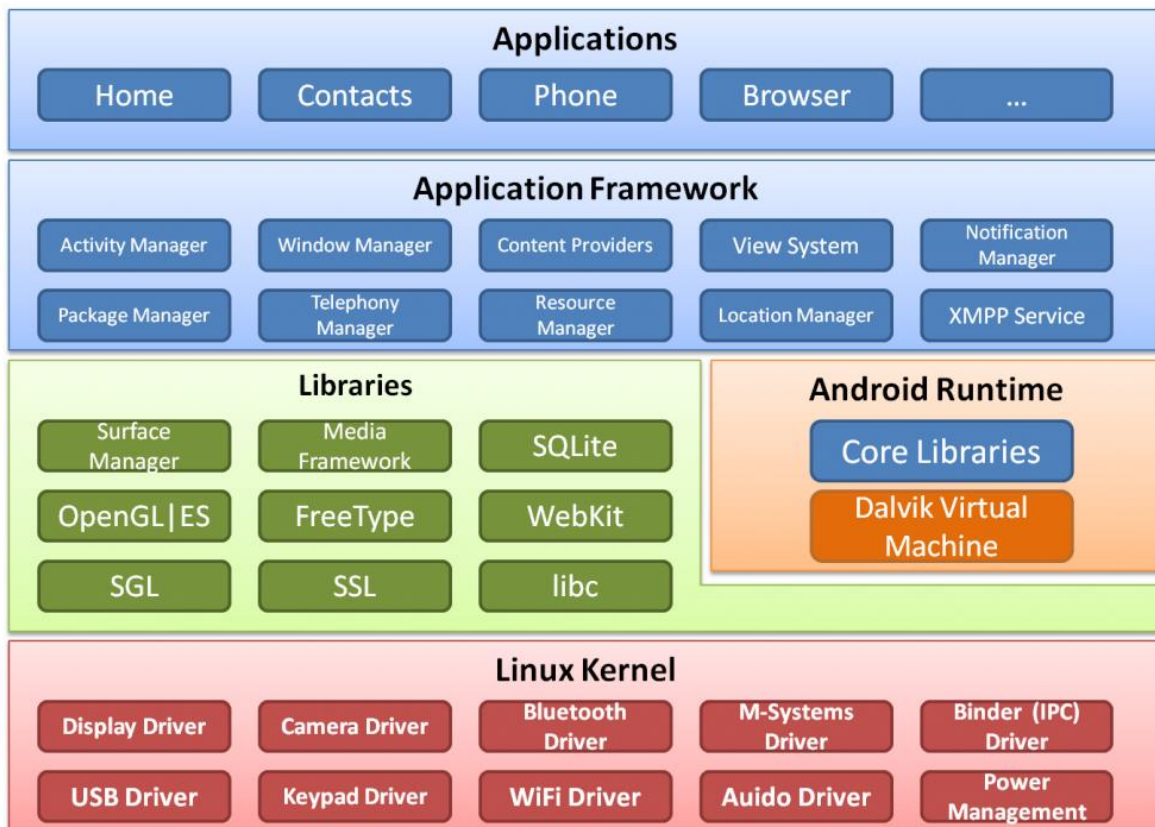 Applications
Home
Contacts
Phone
Browser
...
Application Framework
Activity Manager
Window Manager
Content Providers
View System
Notification
Manager
Package Manager
Telephony
Manager
Resource
Manager
Location Manager
XMPP Service
Libraries
Surface
Manager
Media
Framework
SQLite
OpenGL|ES
FreeType
WebKit
SGL
SSL
libc
Android Runtime
Core Libraries
Dalvik Virtual
Machine
Linux Kernel
Display Driver
Camera Driver
Bluetooth
Driver
M-Systems
Driver
Binder (IPC)
Driver
USB Driver
Keypad Driver
WiFi Driver
Auido Driver
Power
Management